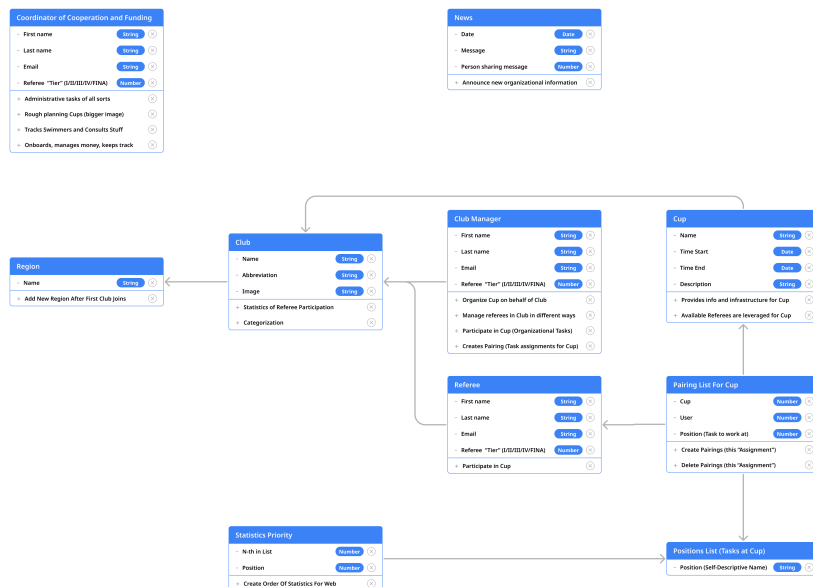 Coordinator of Cooperation and Funding
- First name String
- Last name String
- Email String
- Referee "Tier" (I/II/III/IV/FINA) Number
+ Administrative tasks of all sorts
+ Rough planning Cups (bigger image)
+ Tracks Swimmers and Consults Stuff
+ Onboards, manages money, keeps track
News
- Date Date
- Message String
- Person sharing message Number
+ Announce new organizational information
Region
- Name String
+ Add New Region After First Club Joins
Club
- Name String
- Abbreviation String
- Image String
+ Statistics of Referee Participation
+ Categorization
Club Manager
- First name String
- Last name String
- Email String
- Referee "Tier" (I/II/III/IV/FINA) Number
+ Organize Cup on behalf of Club
+ Manage referees in Club in different ways
+ Participate in Cup (Organizational Tasks)
+ Creates Pairing (Task assignments for Cup)
Cup
- Name String
- Time Start Date
- Time End Date
- Description String
+ Provides info and infrastructure for Cup
+ Available Referees are leveraged for Cup
Referee
- First name String
- Last name String
- Email String
- Referee "Tier" (I/II/III/IV/FINA) Number
+ Participate in Cup
Pairing List For Cup
- Cup Number
- User Number
- Position (Task to work at) Number
+ Create Pairings (this "Assignment")
+ Delete Pairings (this "Assignment")
Statistics Priority
- N-th in List Number
- Position Number
+ Create Order Of Statistics For Web
Positions List (Tasks at Cup)
- Position (Self-Descriptive Name) String